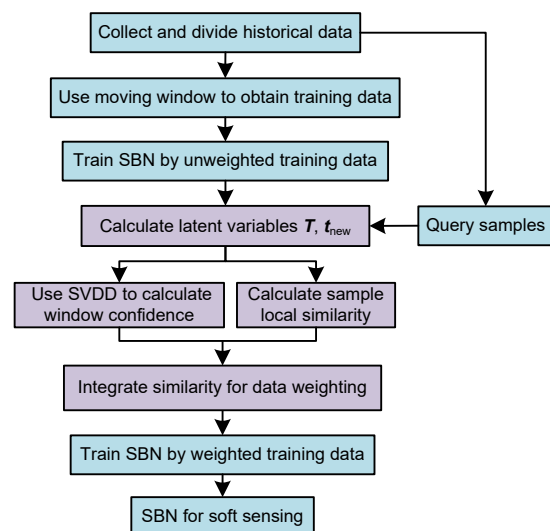 Collect and divide historical data
Use moving window to obtain training data
Train SBN by unweighted training data
Calculate latent variables T, t_new
Query samples
Use SVDD to calculate
window confidence
Calculate sample
local similarity
Integrate similarity for data weighting
Train SBN by weighted training data
SBN for soft sensing